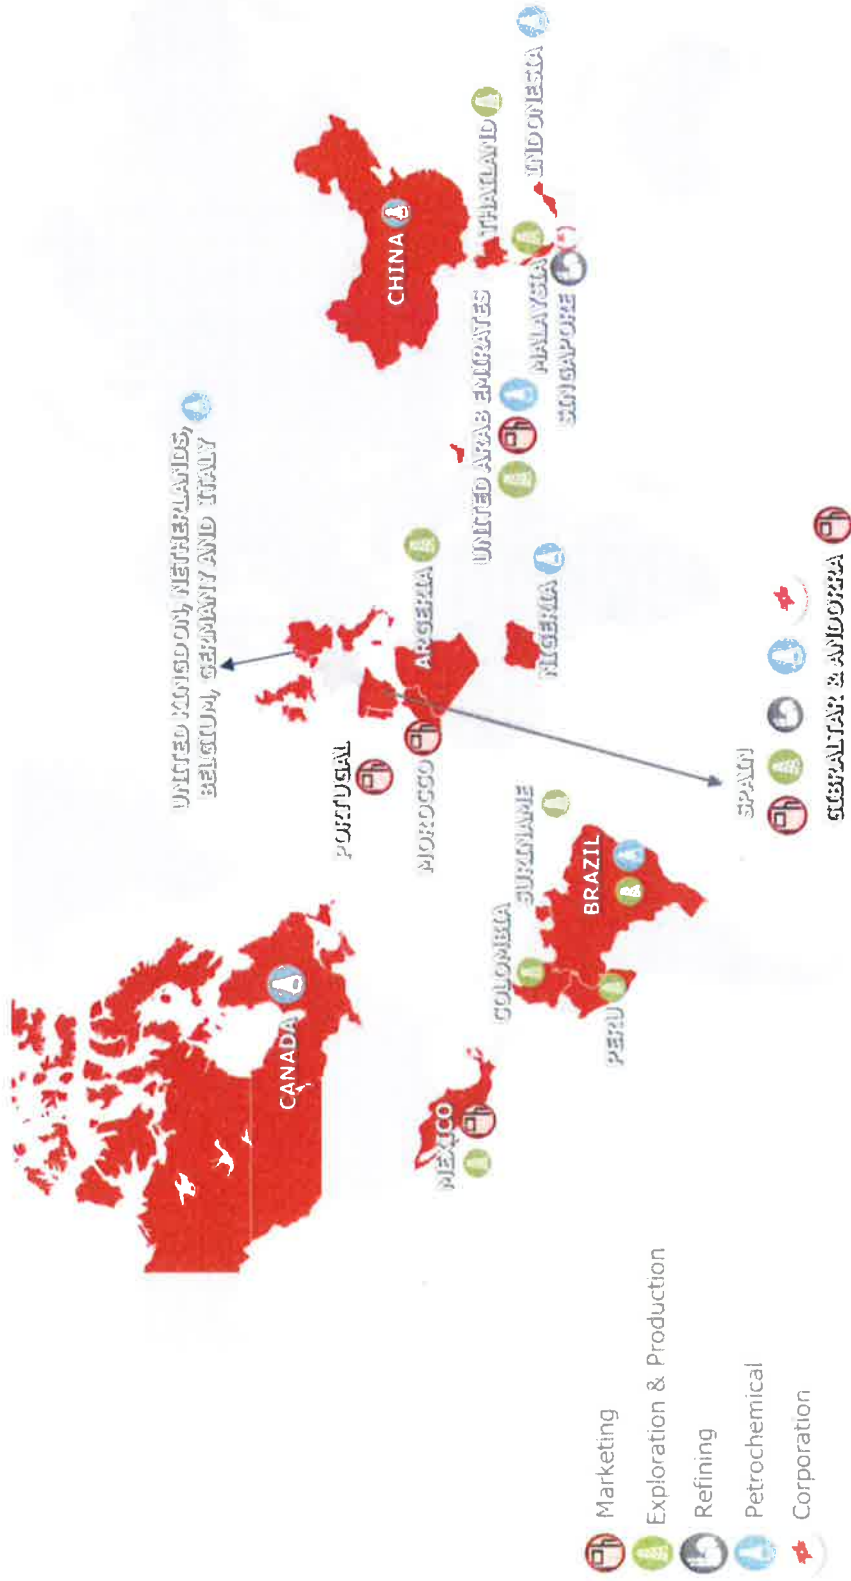 UNITED KINGDOM, NETHERLANDS,
BELGIUM, GERMANY AND ITALY
CANADA
PORTUGAL
CHINA
MOROCCO
ARGERIA
MEXICO
UNITED ARAB EMIRATES
THAILAND
COLOMBIA
SURINAME
INDONESIA
MALAYSIA
NIGERIA
SINGAPORE (*)
BRAZIL
PERU
SPAIN
GIBRALTAR & ANDORRA
Marketing
Exploration & Production
Refining
Petrochemical
Corporation